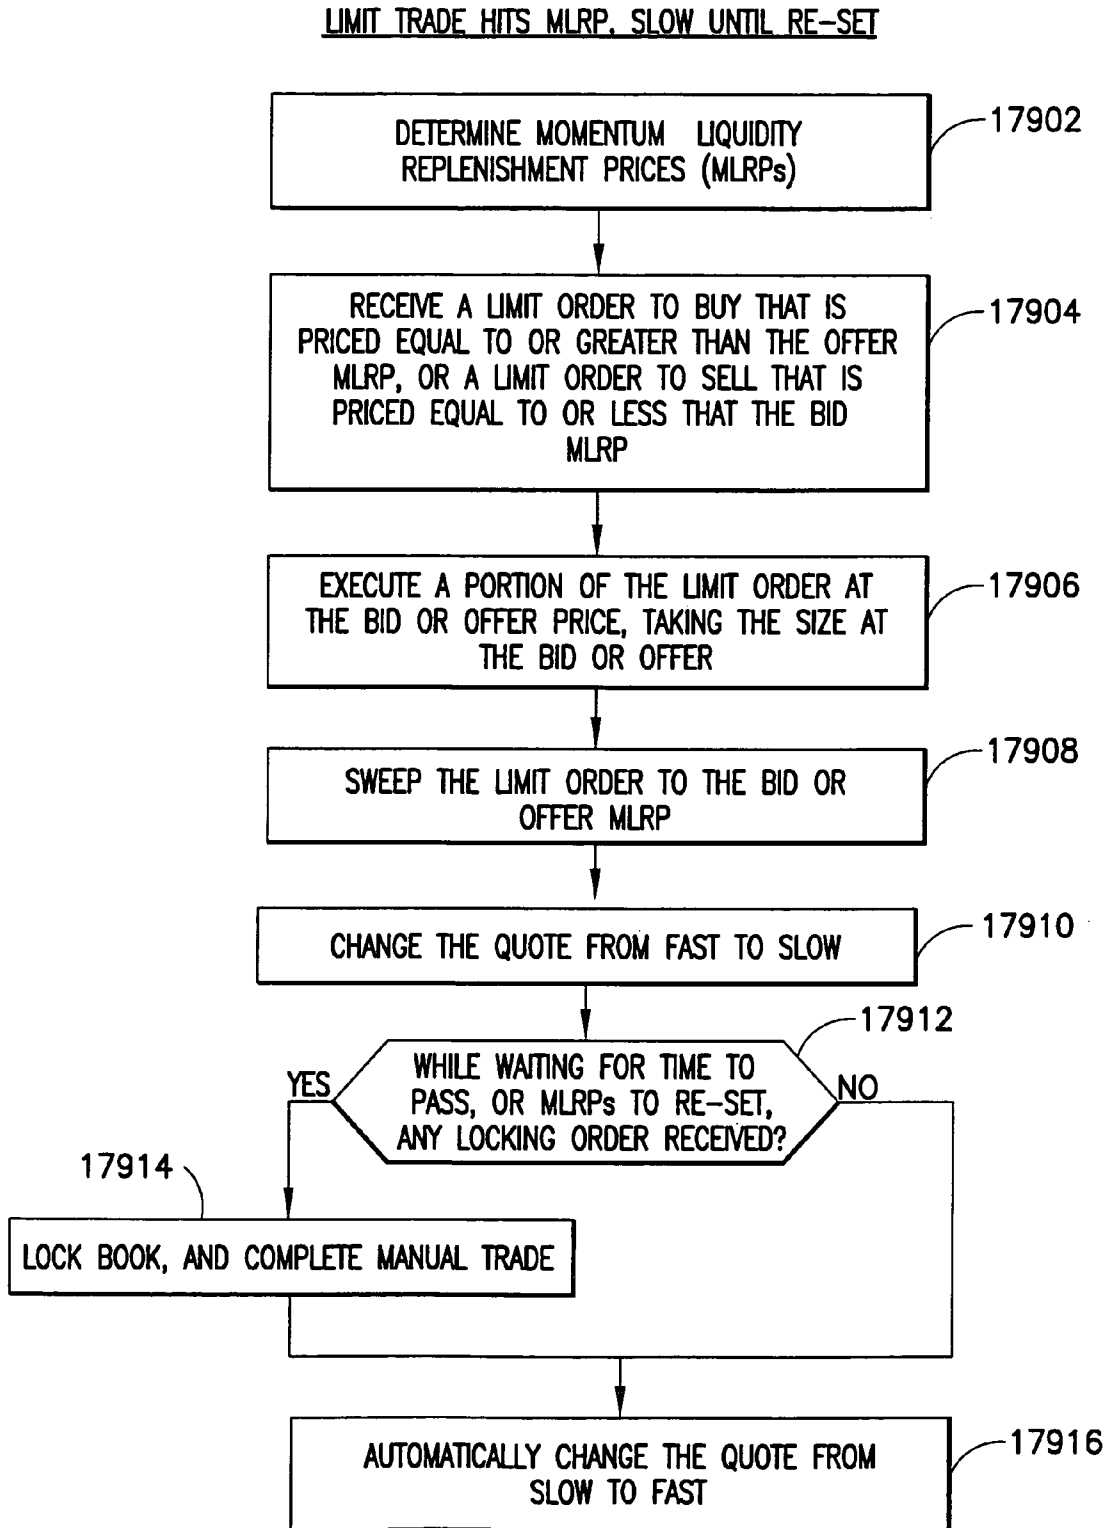 LIMIT TRADE HITS MLRP, SLOW UNTIL RE-SET
DETERMINE MOMENTUM LIQUIDITY
REPLENISHMENT PRICES (MLRPs)
17902
RECEIVE A LIMIT ORDER TO BUY THAT IS
PRICED EQUAL TO OR GREATER THAN THE OFFER
MLRP, OR A LIMIT ORDER TO SELL THAT IS
PRICED EQUAL TO OR LESS THAT THE BID
MLRP
17904
EXECUTE A PORTION OF THE LIMIT ORDER AT
THE BID OR OFFER PRICE, TAKING THE SIZE AT
THE BID OR OFFER
17906
SWEEP THE LIMIT ORDER TO THE BID OR
OFFER MLRP
17908
CHANGE THE QUOTE FROM FAST TO SLOW
17910
17912
WHILE WAITING FOR TIME TO
PASS, OR MLRPs TO RE-SET,
ANY LOCKING ORDER RECEIVED?
YES
NO
17914
LOCK BOOK, AND COMPLETE MANUAL TRADE
AUTOMATICALLY CHANGE THE QUOTE FROM
SLOW TO FAST
17916